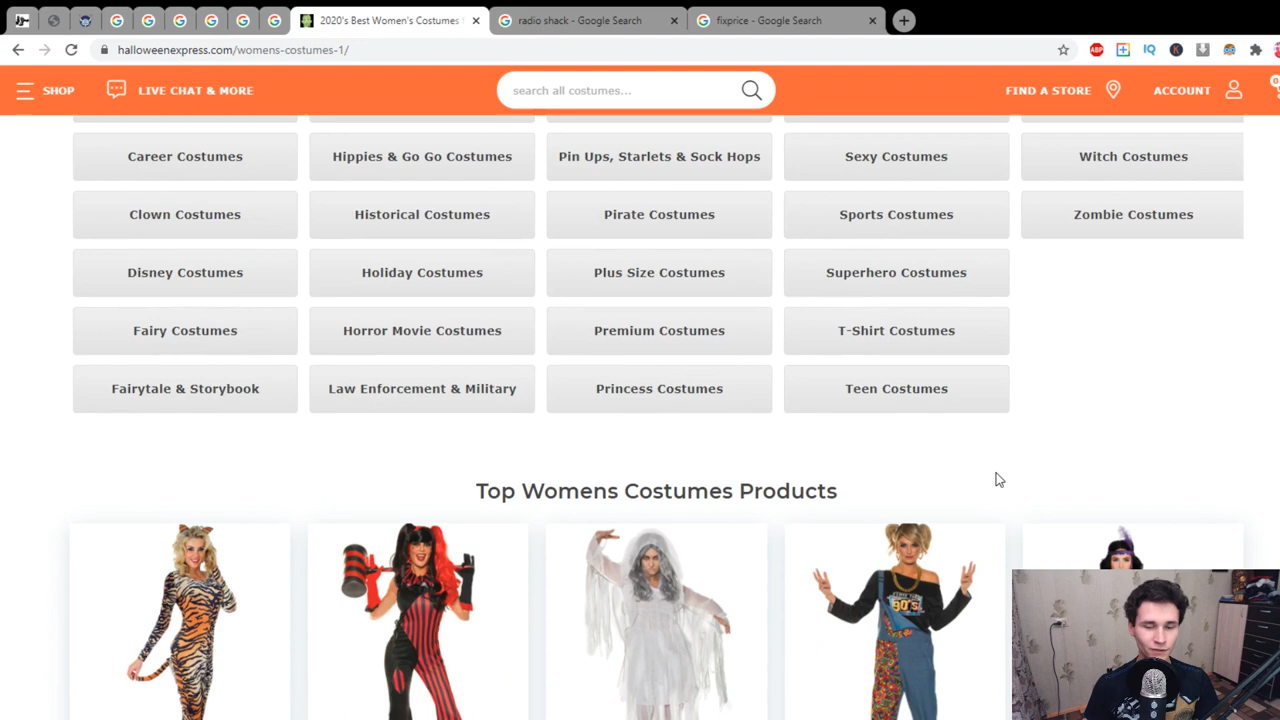 2020's Best Women's Costumes
radio shack - Google Search
fixprice - Google Search
halloweenexpress.com/womens-costumes-1/
ABP
IQ
K
SHOP
LIVE CHAT & MORE
search all costumes...
FIND A STORE
ACCOUNT
0
Career Costumes
Hippies & Go Go Costumes
Pin Ups, Starlets & Sock Hops
Sexy Costumes
Witch Costumes
Clown Costumes
Historical Costumes
Pirate Costumes
Sports Costumes
Zombie Costumes
Disney Costumes
Holiday Costumes
Plus Size Costumes
Superhero Costumes
Fairy Costumes
Horror Movie Costumes
Premium Costumes
T-Shirt Costumes
Fairytale & Storybook
Law Enforcement & Military
Princess Costumes
Teen Costumes
Top Womens Costumes Products
90's